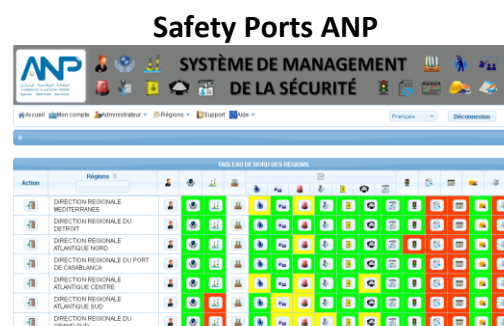 Safety Ports ANP
ANP
SYSTÈME DE MANAGEMENT
DE LA SÉCURITÉ
Accueil Mon compte Administrateur Régions Support Aide
Français Déconnexion
TABLEAU DE BORD DES REGIONS
Action Régions
DIRECTION REGIONALE
MEDITERRANEE
DIRECTION REGIONALE DU
DETROIT
DIRECTION REGIONALE
ATLANTIQUE NORD
DIRECTION REGIONALE DU PORT
DE CASABLANCA
DIRECTION REGIONALE
ATLANTIQUE CENTRE
DIRECTION REGIONALE
ATLANTIQUE SUD
DIRECTION REGIONALE DU
GRAND SUD